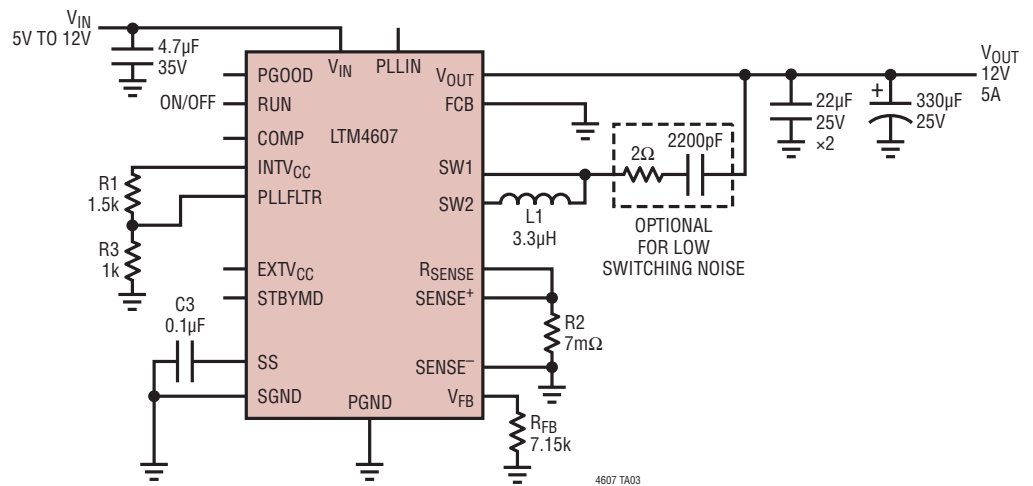 VIN
5V TO 12V
4.7µF
35V
VIN
PLLIN
PGOOD
RUN
ON/OFF
COMP
INTVCC
PLLFLTR
EXTVCC
STBYMD
SS
SGND
PGND
LTM4607
VOUT
FCB
SW1
SW2
RSENSE
SENSE+
SENSE–
VFB
R1
1.5k
R3
1k
C3
0.1µF
L1
3.3µH
2Ω
2200pF
OPTIONAL
FOR LOW
SWITCHING NOISE
R2
7mΩ
RFB
7.15k
22µF
25V
×2
+
330µF
25V
VOUT
12V
5A
4607 TA03